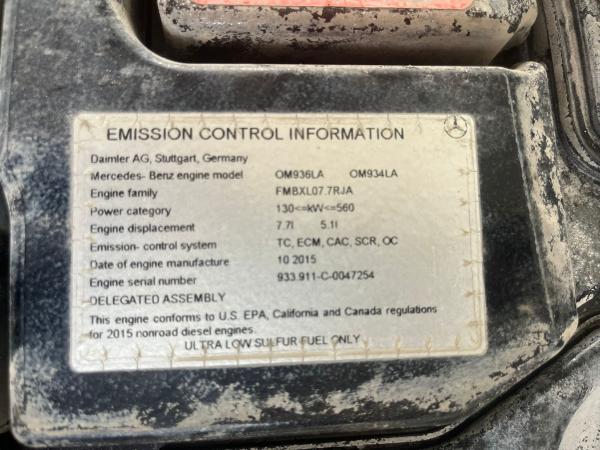 EMISSION CONTROL INFORMATION
Daimler AG, Stuttgart, Germany
Mercedes- Benz engine model OM936LA OM934LA
Engine family FMBXL07.7RJA
Power category 130<=kW<=560
Engine displacement 7.7l 5.1l
Emission- control system TC, ECM, CAC, SCR, OC
Date of engine manufacture 10 2015
Engine serial number 933.911-C-0047254
DELEGATED ASSEMBLY
This engine conforms to U.S. EPA, California and Canada regulations
for 2015 nonroad diesel engines.
ULTRA LOW SULFUR FUEL ONLY